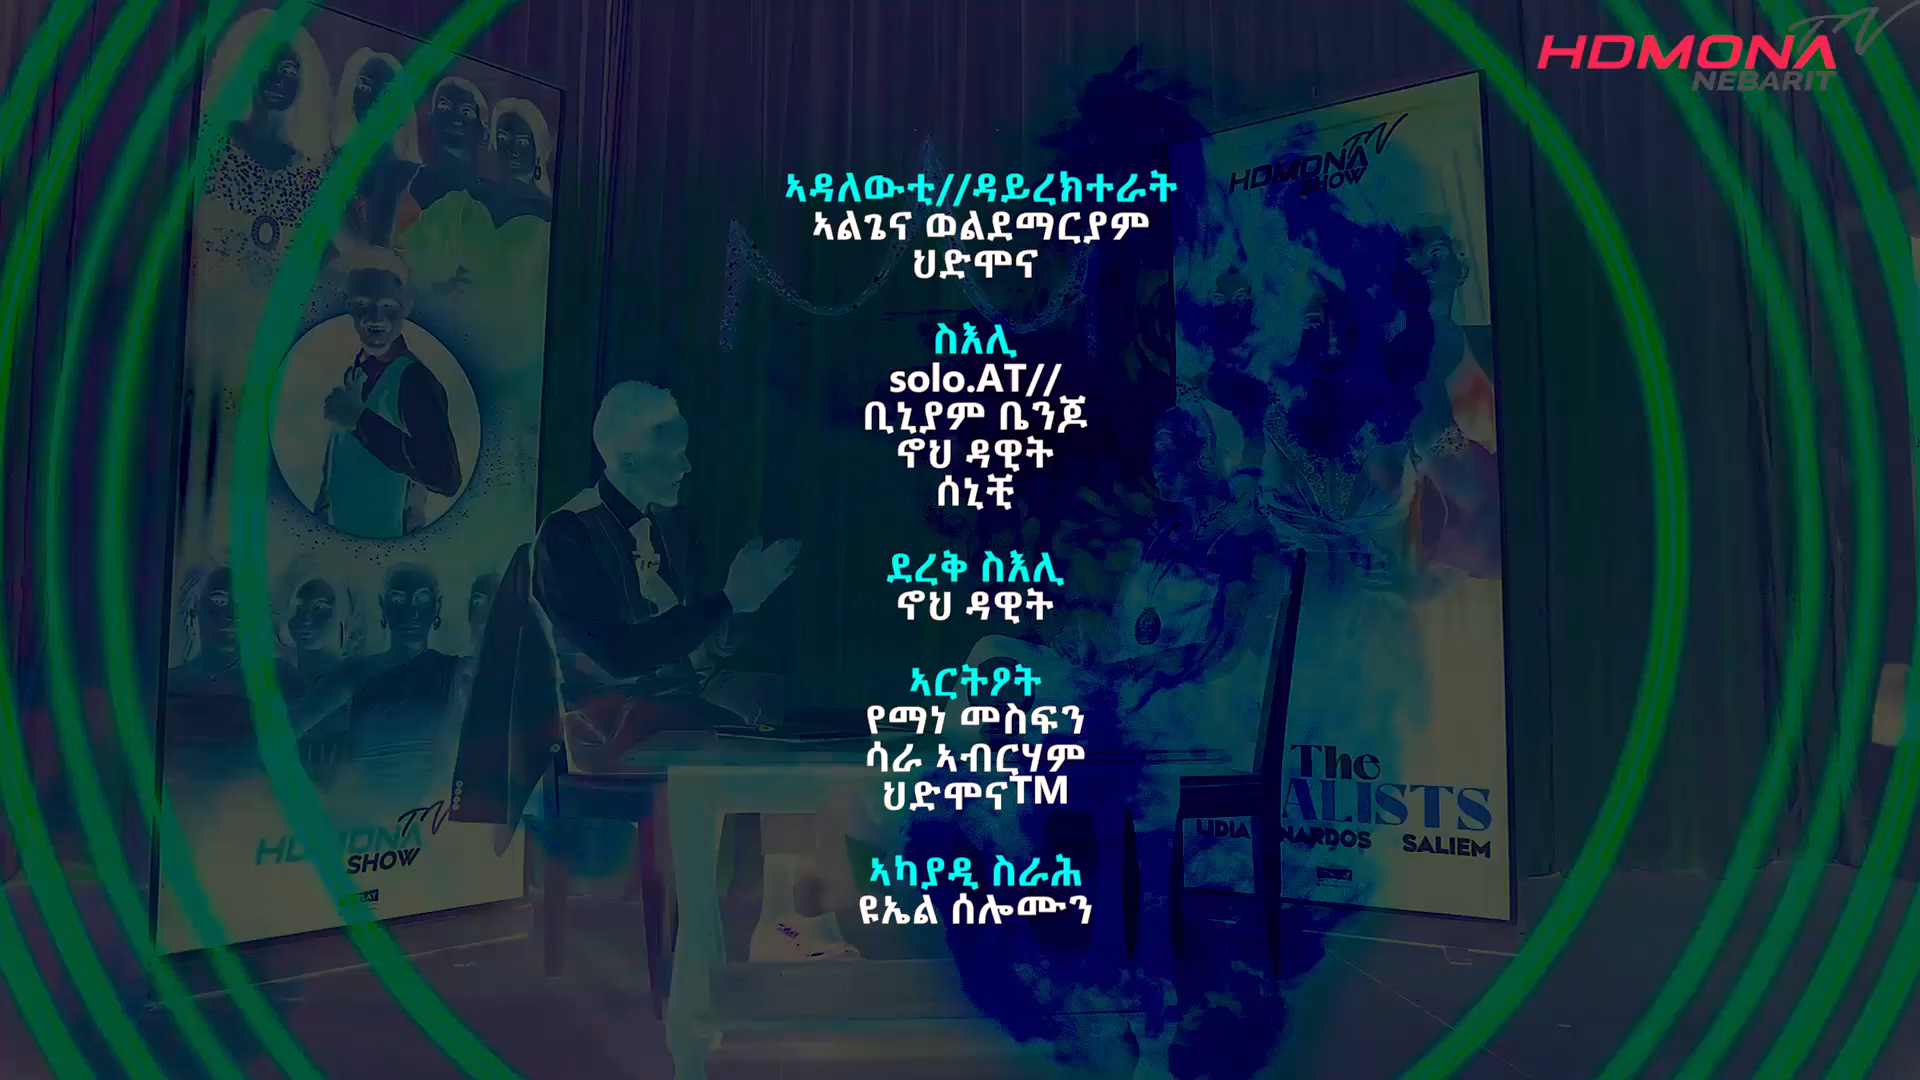 HDMONA TV
NEBARIT
ኣዳለውቲ//ዳይረክተራት
ኣልጌና ወልደማርያም
ህድሞና
ስእሊ
solo.AT//
ቢኒያም ቤንጆ
ኖህ ዳዊት
ሰኒቺ
ደረቅ ስእሊ
ኖህ ዳዊት
ኣርትዖት
የማነ መስፍን
ሳራ ኣብርሃም
ህድሞናTM
ኣካያዲ ስራሕ
ዩኤል ሰሎሙን
HDMONA TV
SHOW
HDMONA TV
SHOW
The
ALISTS
LIDIA NARDOS SALIEM